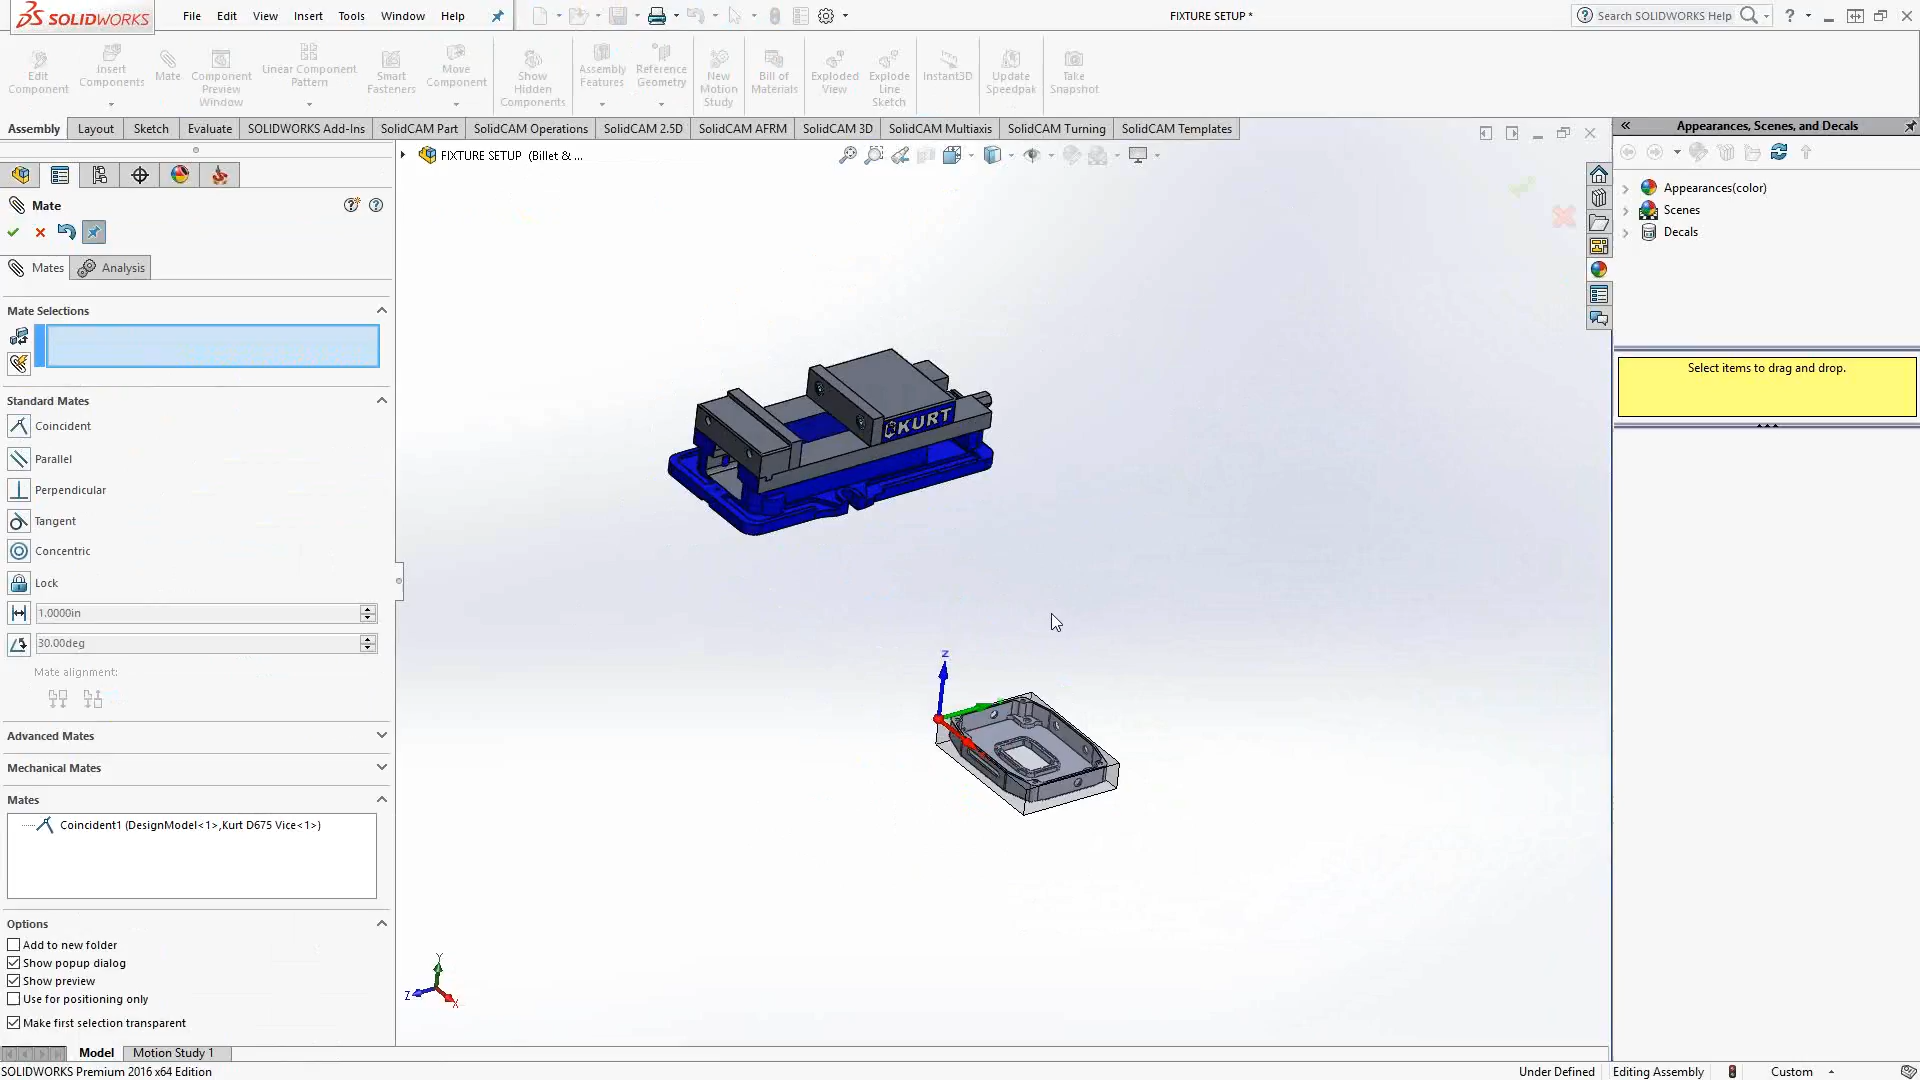 SOLIDWORKS
File Edit View Insert Tools Window Help
FIXTURE SETUP *
Search SOLIDWORKS Help
Edit Component
Insert Components
Mate
Component Preview Window
Linear Component Pattern
Smart Fasteners
Move Component
Show Hidden Components
Assembly Features
Reference Geometry
New Motion Study
Bill of Materials
Exploded View
Explode Line Sketch
Instant3D
Update Speedpak
Take Snapshot
Assembly Layout Sketch Evaluate SOLIDWORKS Add-Ins SolidCAM Part SolidCAM Operations SolidCAM 2.5D SolidCAM AFRM SolidCAM 3D SolidCAM Multiaxis SolidCAM Turning SolidCAM Templates
Appearances, Scenes, and Decals
FIXTURE SETUP (Billet & ...
Appearances(color)
Scenes
Decals
Select items to drag and drop.
Mate
Mates Analysis
Mate Selections
Standard Mates
Coincident
Parallel
Perpendicular
Tangent
Concentric
Lock
1.0000in
30.00deg
Mate alignment:
Advanced Mates
Mechanical Mates
Mates
Coincident1 (DesignModel<1>,Kurt D675 Vice<1>)
Options
Add to new folder
Show popup dialog
Show preview
Use for positioning only
Make first selection transparent
KURT
Z
Y
Z
X
Model Motion Study 1
SOLIDWORKS Premium 2016 x64 Edition
Under Defined Editing Assembly Custom